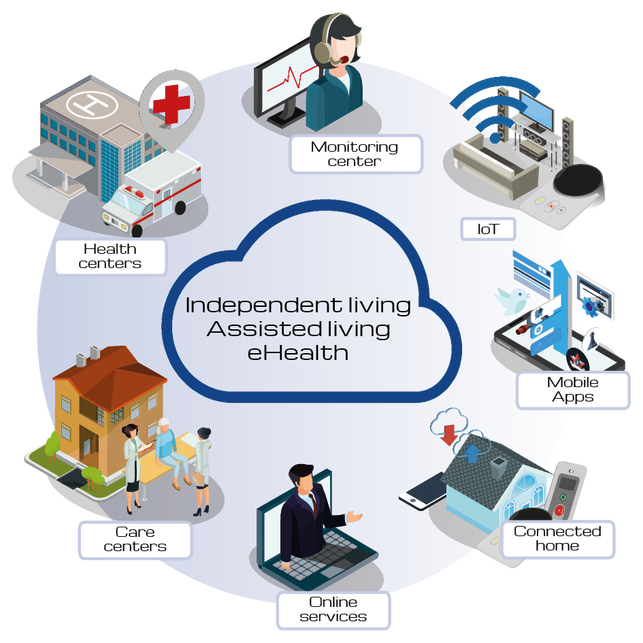 Monitoring
center
IoT
Health
centers
Independent living
Assisted living
eHealth
Mobile
Apps
Care
centers
Connected
home
Online
services
H